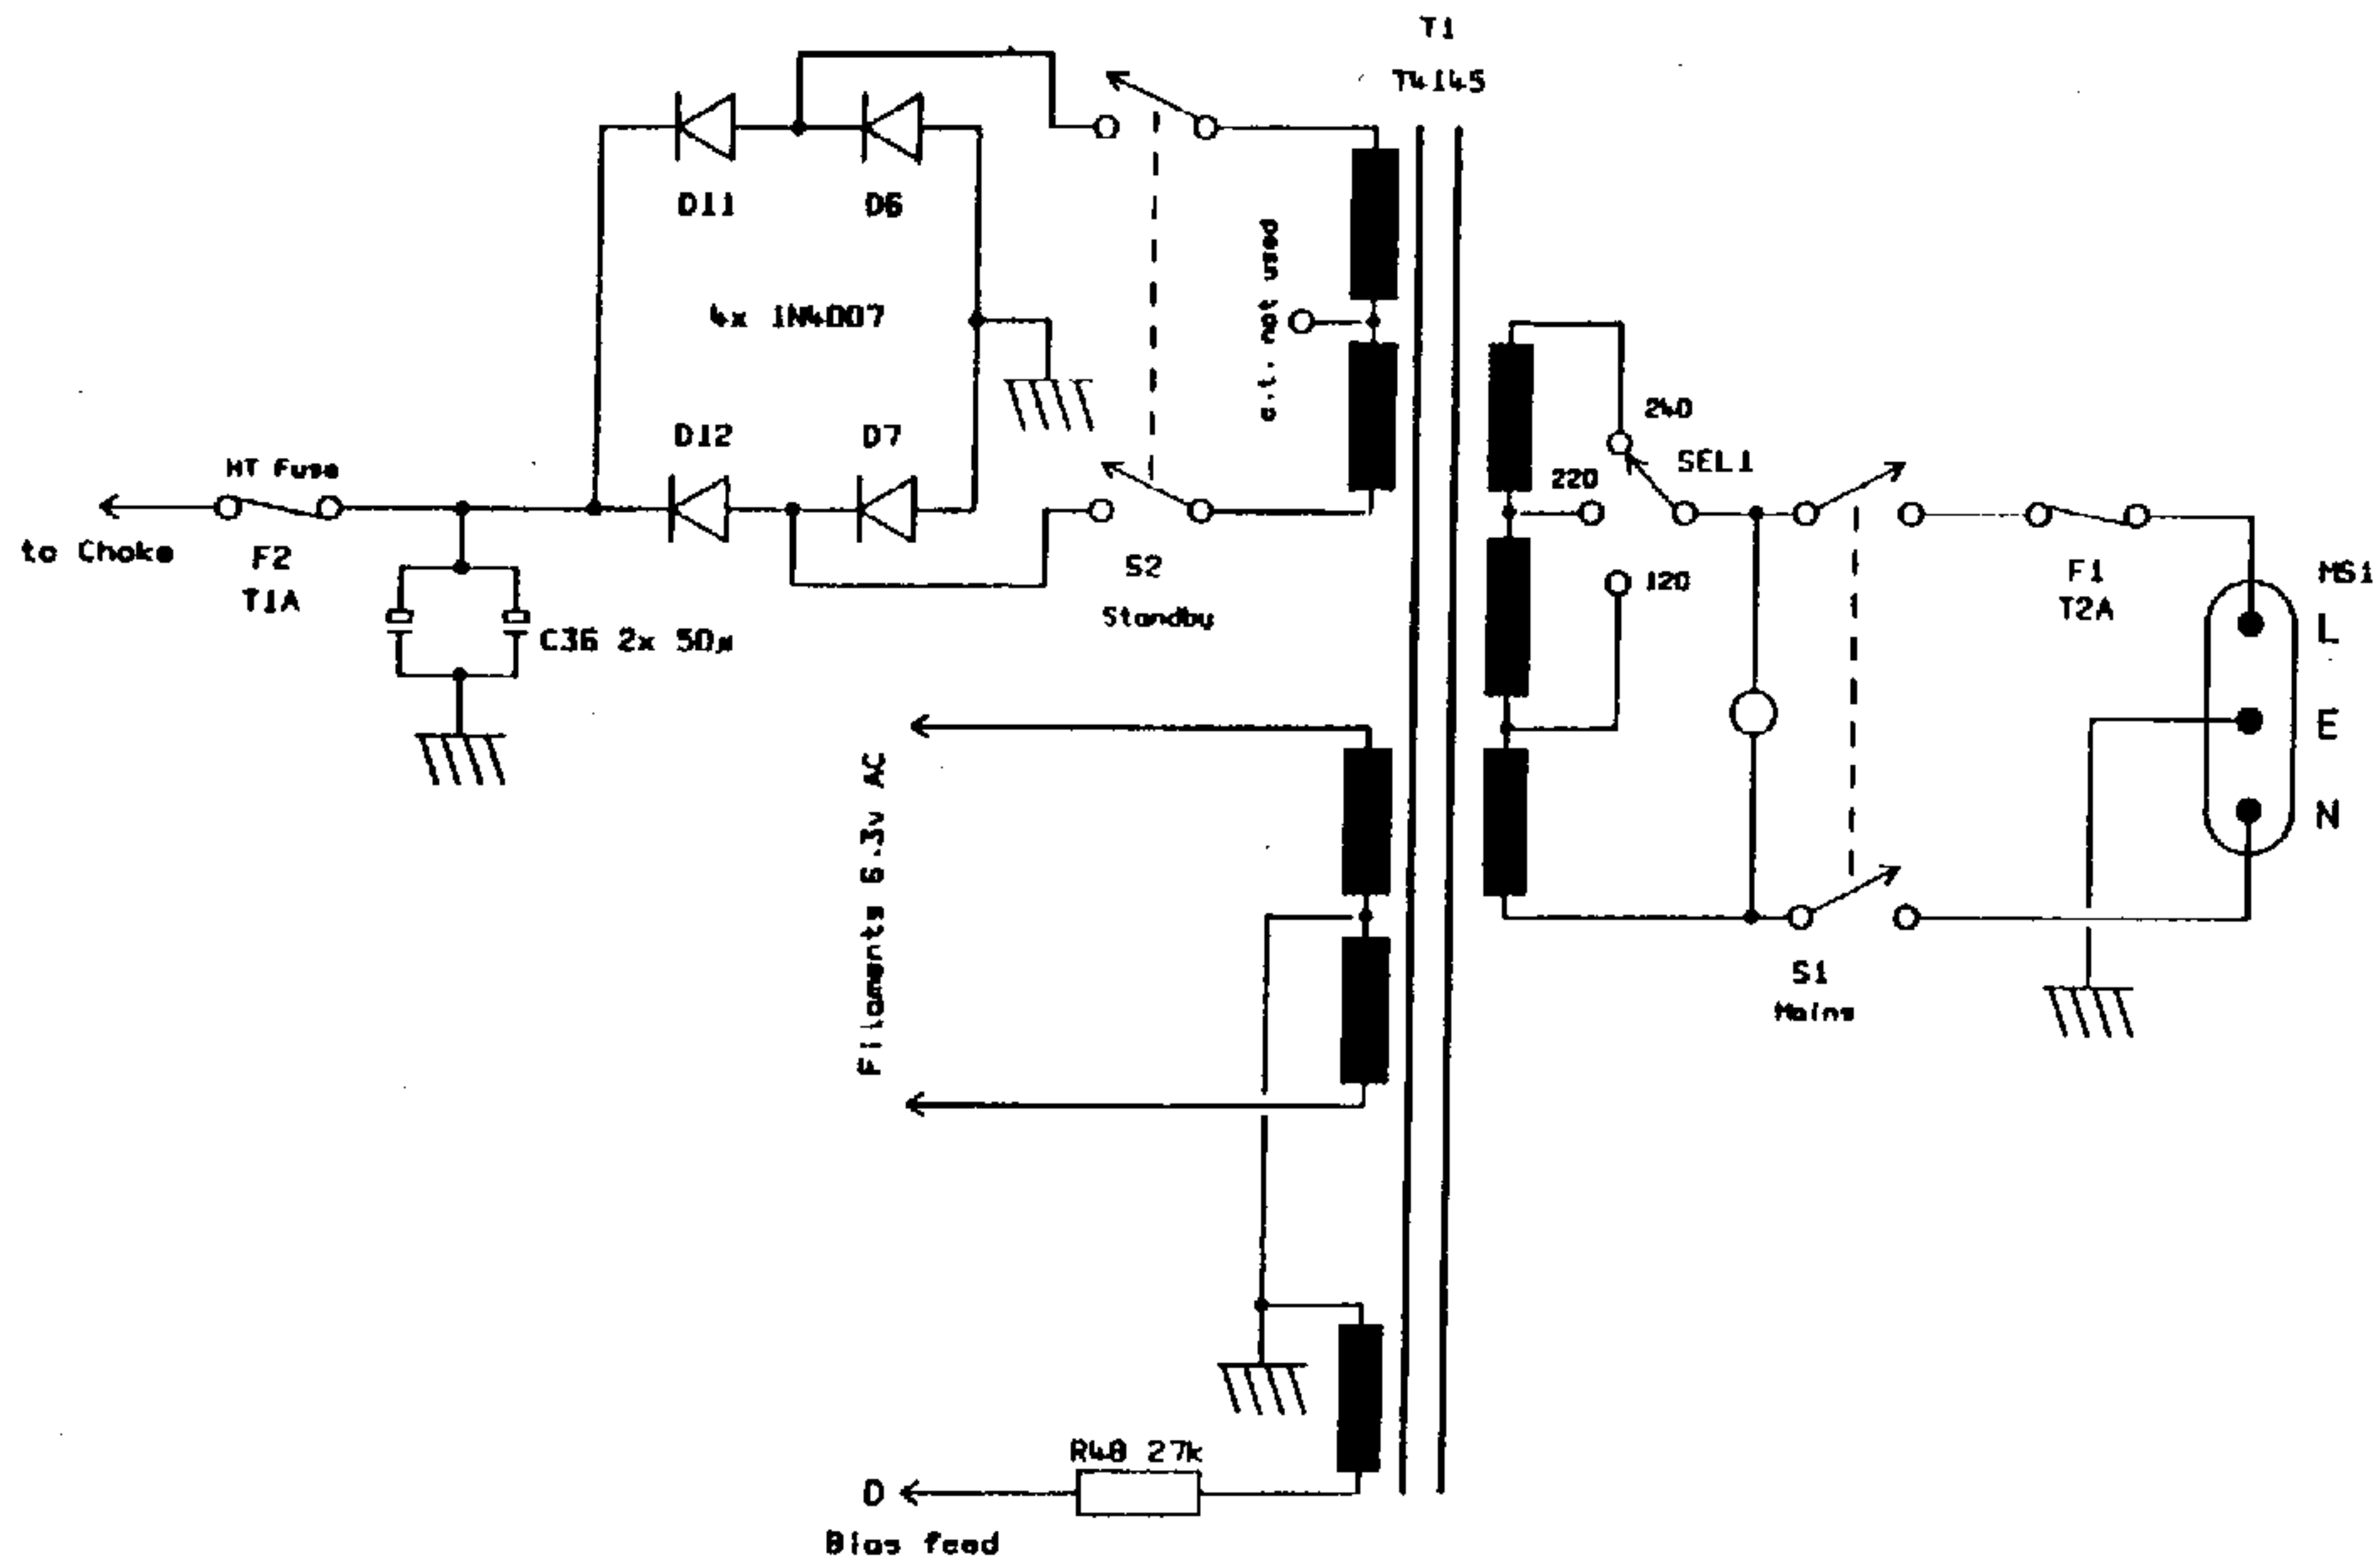 T1
T4145
D11
D6
4x 1N4007
c.t. not used
D12
D7
HT Fuse
to Choke
F2
T1A
C36 2x 50µ
S2
Standby
240
SEL1
220
120
F1
T2A
MS1
L
E
N
S1
Mains
Filaments 6.3v AC
R48 27k
D
Bias feed